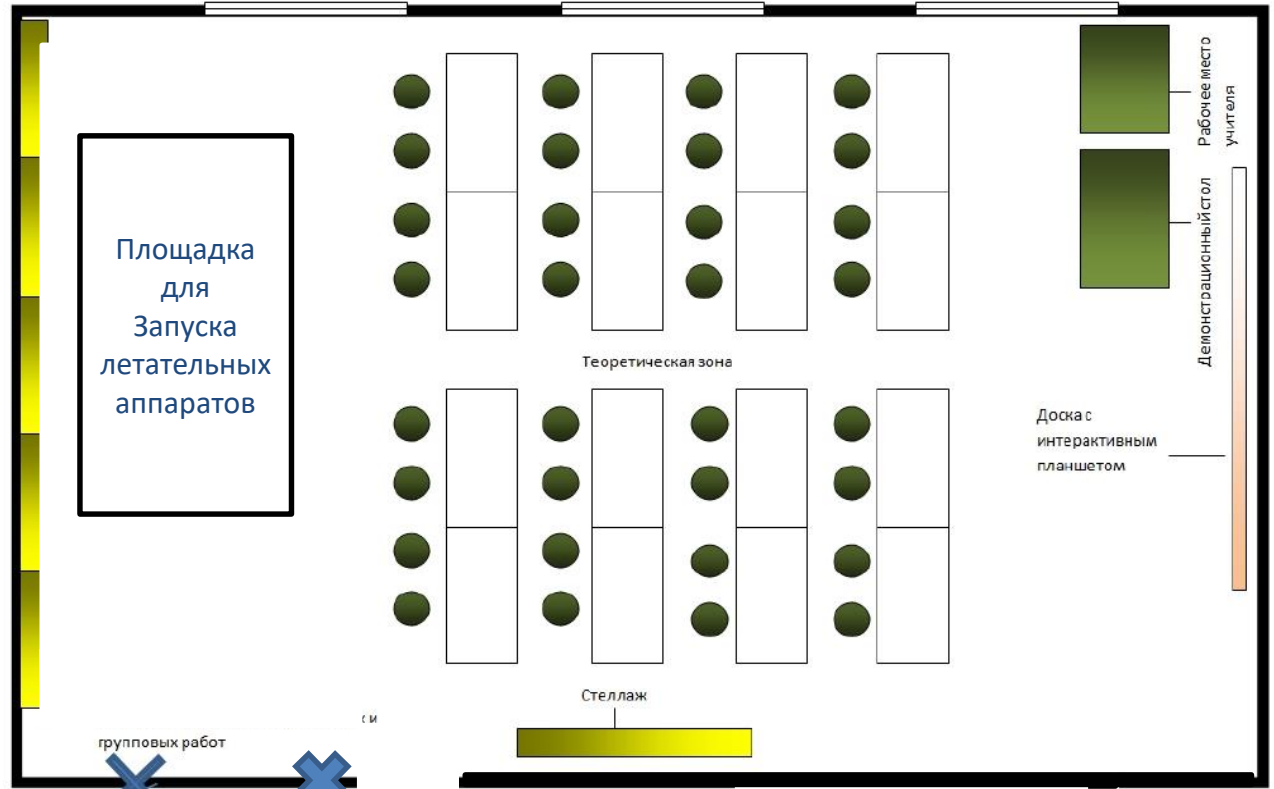 Рабочее место
учителя
Площадка
для
Запуска
летательных
аппаратов
Демонстрационный стол
Теоретическая зона
Доска с
интерактивным
планшетом
Стеллаж
и
групповых работ